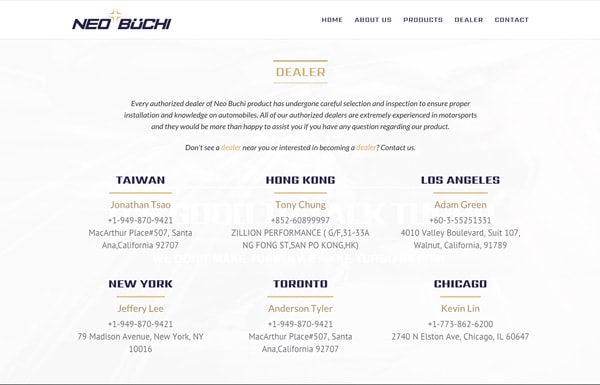 NEO BÜCHI
HOME ABOUT US PRODUCTS DEALER CONTACT
DEALER
Every authorized dealer of Neo Buchi product has undergone careful selection and inspection to ensure proper
installation and knowledge on automobiles. All of our authorized dealers are extremely experienced in motorsports
and they would be more than happy to assist you if you have any question regarding our product.
Don't see a dealer near you or interested in becoming a dealer? Contact us.
TAIWAN
Jonathan Tsao
+1-949-870-9421
MacArthur Place#507, Santa
Ana,California 92707
HONG KONG
Tony Chung
+852-60899997
ZILLION PERFORMANCE ( G/F,31-33A
NG FONG ST,SAN PO KONG,HK)
LOS ANGELES
Adam Green
+60-3-55251331
4010 Valley Boulevard, Suit 107,
Walnut, California, 91789
NEW YORK
Jeffery Lee
+1-949-870-9421
79 Madison Avenue, New York, NY
10016
TORONTO
Anderson Tyler
+1-949-870-9421
MacArthur Place#507, Santa
Ana,California 92707
CHICAGO
Kevin Lin
+1-773-862-6200
2740 N Elston Ave, Chicago, IL 60647